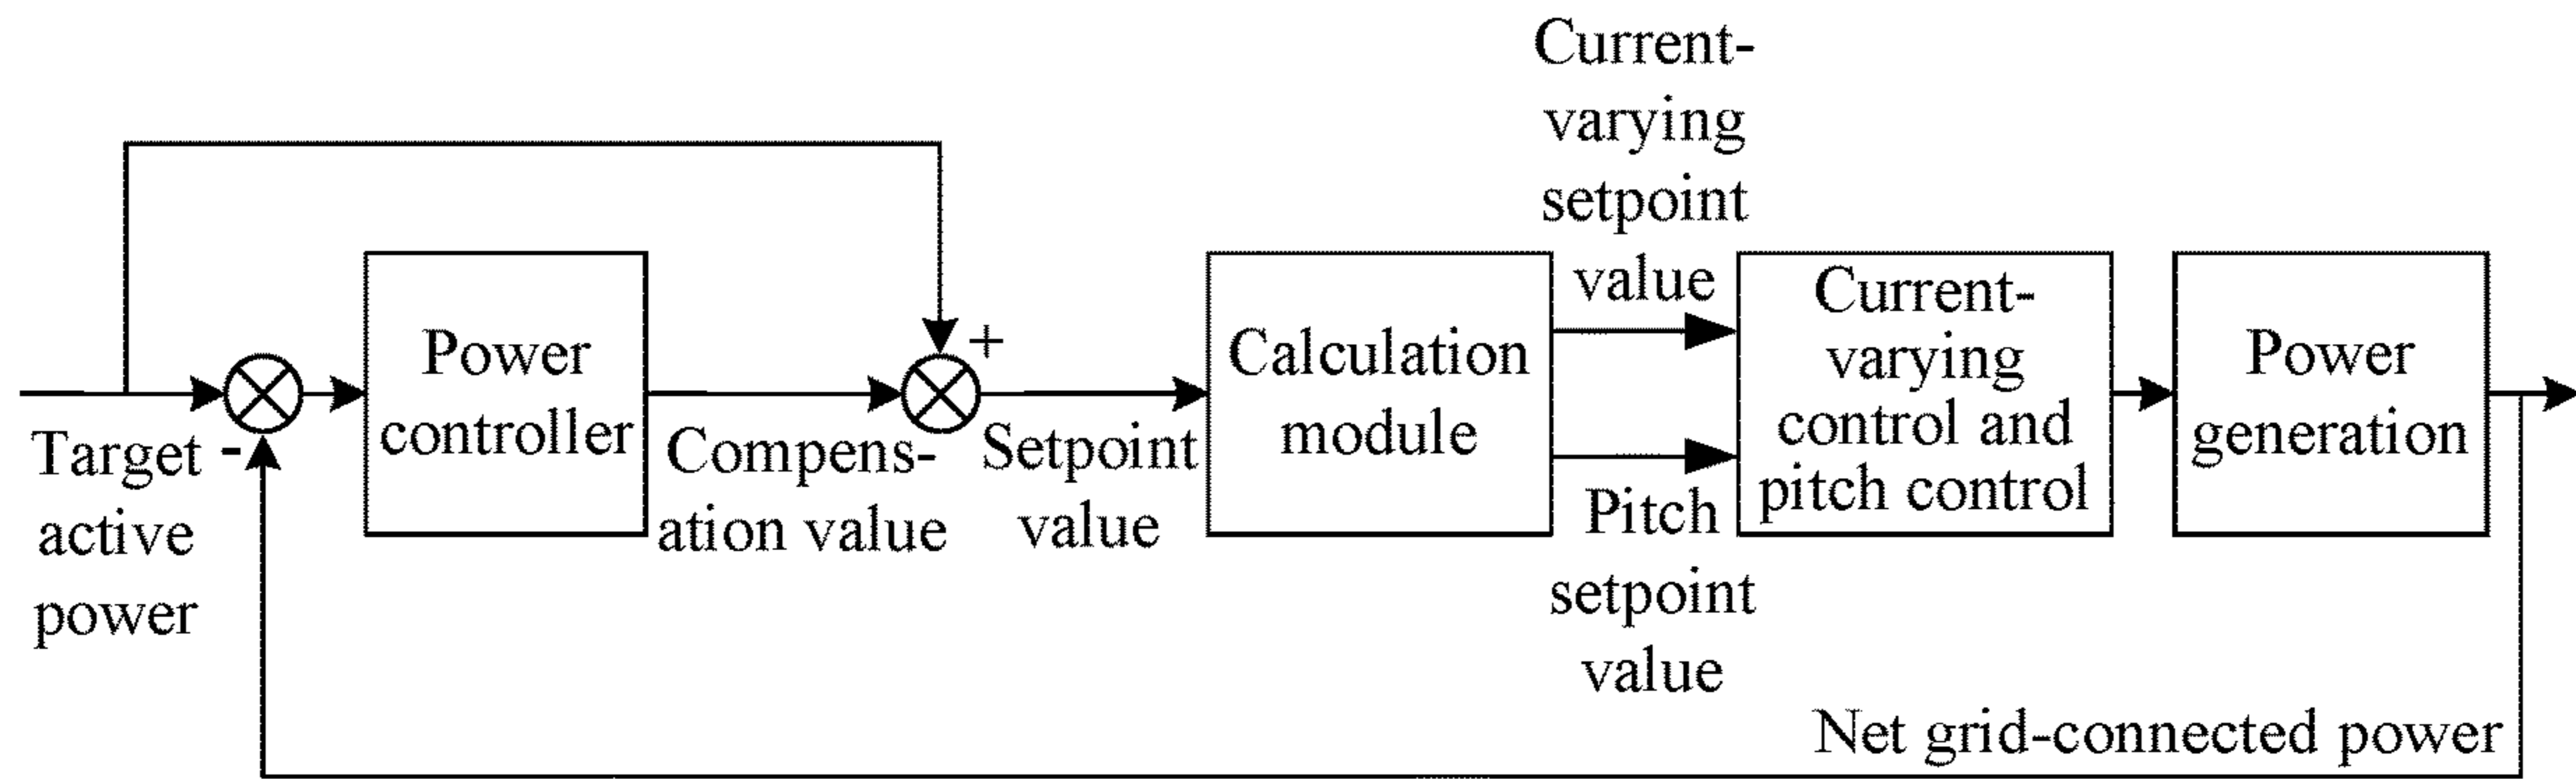 Target
active
power
-
Power
controller
Compens-
ation value
+
Setpoint
value
Calculation
module
Current-
varying
setpoint
value
Pitch
setpoint
value
Current-
varying
control and
pitch control
Power
generation
Net grid-connected power